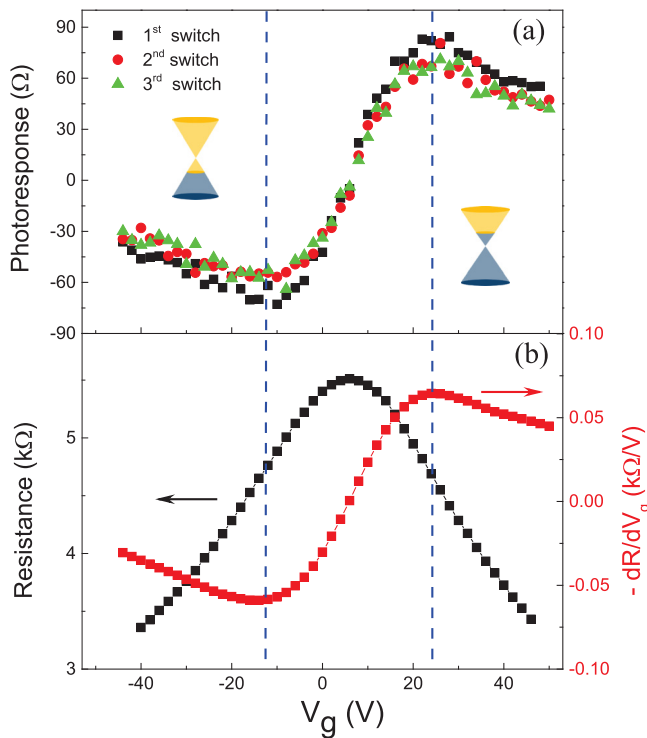 (a)
1st switch
2nd switch
3rd switch
90
60
30
0
-30
-60
-90
Photoresponse (Ω)
(b)
5
4
3
Resistance (kΩ)
0.10
0.05
0.00
-0.05
-0.10
- dR/dVg (kΩ/V)
-40 -20 0 20 40
Vg (V)